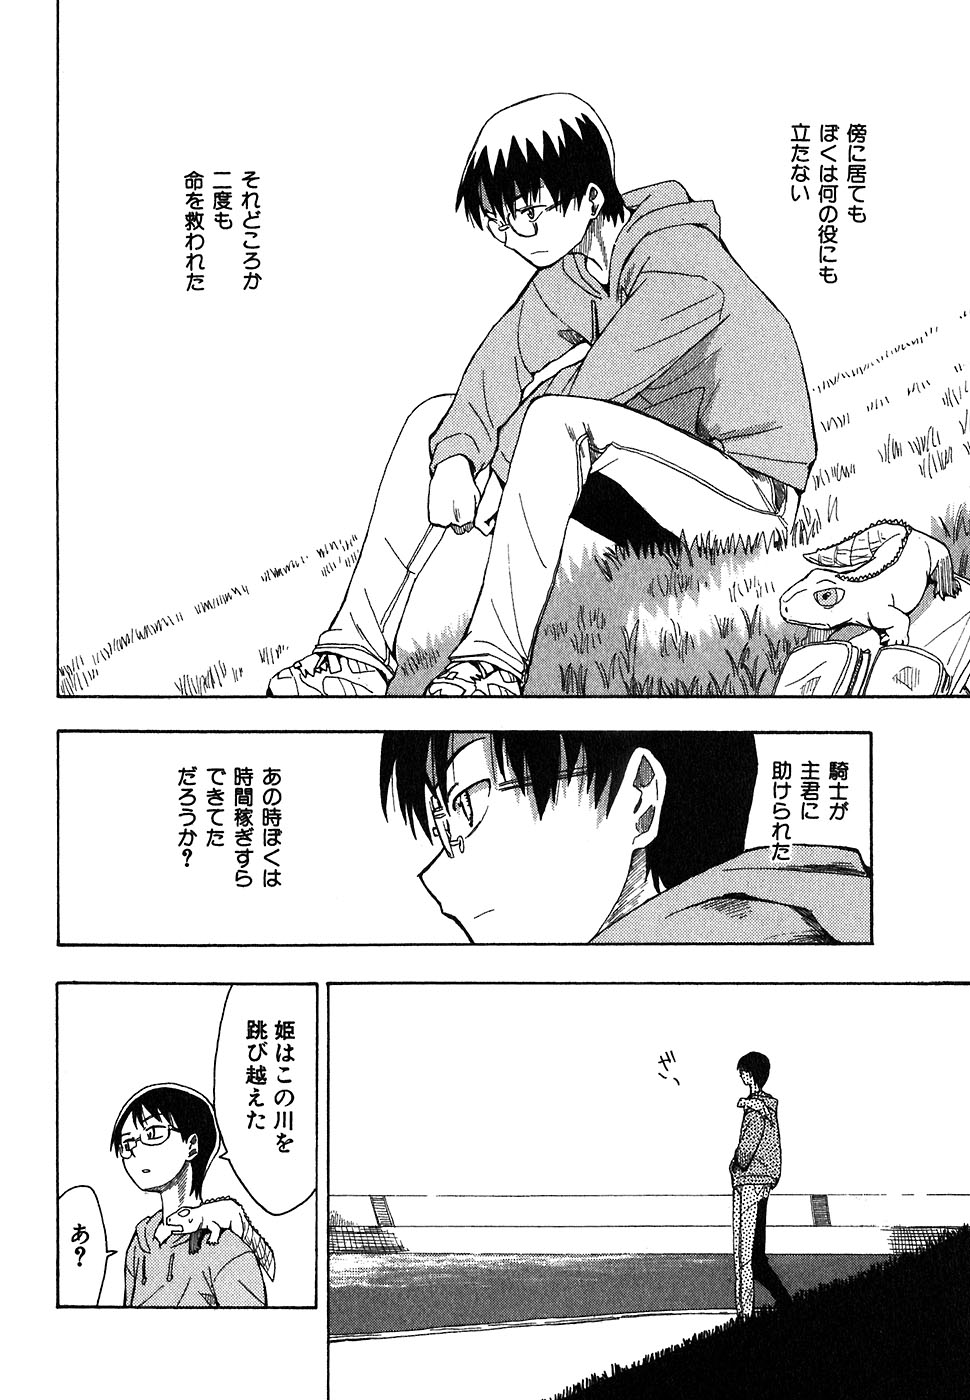 傍に居ても
ぼくは何の役にも
立たない
それどころか
二度も
命を救われた
騎士が
主君に
助けられた
あの時ぼくは
時間稼ぎすら
できてた
だろうか？
ザッ
姫はこの川を
跳び越えた
あ？